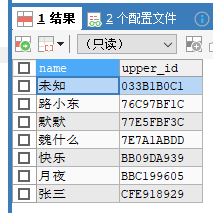 1 结果 2 个配置文件
（只读）
name upper_id
未知 033B1B0C1
路小东 76C97BF1C
默默 77E5FBF3C
魏什么 7E7A1ABDD
快乐 BB09DA939
月夜 BBC199605
张三 CFE918929